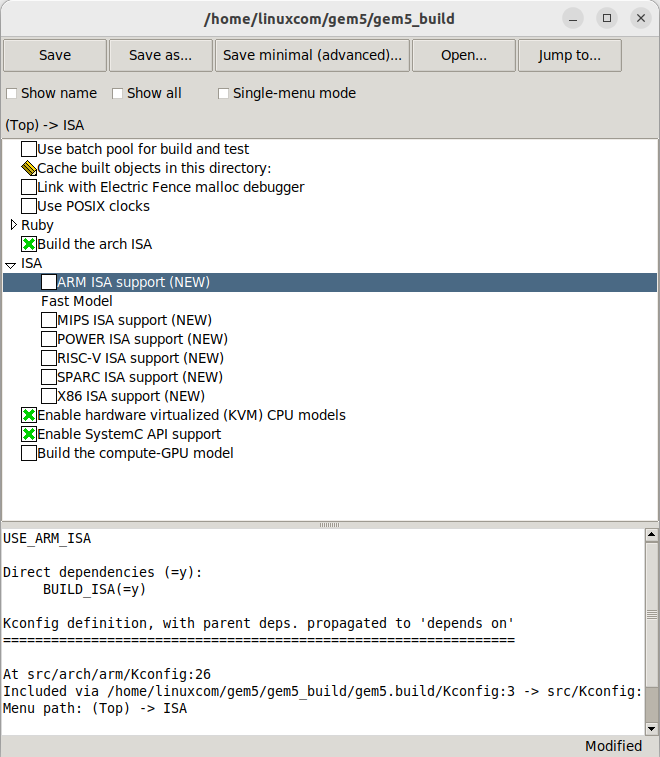 /home/linuxcom/gem5/gem5_build
Save Save as... Save minimal (advanced)... Open... Jump to...
Show name Show all Single-menu mode
(Top) -> ISA
Use batch pool for build and test
Cache built objects in this directory:
Link with Electric Fence malloc debugger
Use POSIX clocks
Ruby
Build the arch ISA
ISA
ARM ISA support (NEW)
Fast Model
MIPS ISA support (NEW)
POWER ISA support (NEW)
RISC-V ISA support (NEW)
SPARC ISA support (NEW)
X86 ISA support (NEW)
Enable hardware virtualized (KVM) CPU models
Enable SystemC API support
Build the compute-GPU model
USE_ARM_ISA
Direct dependencies (=y):
BUILD_ISA(=y)
Kconfig definition, with parent deps. propagated to 'depends on'
================================================================
At src/arch/arm/Kconfig:26
Included via /home/linuxcom/gem5/gem5_build/gem5.build/Kconfig:3 -> src/Kconfig:
Menu path: (Top) -> ISA
Modified